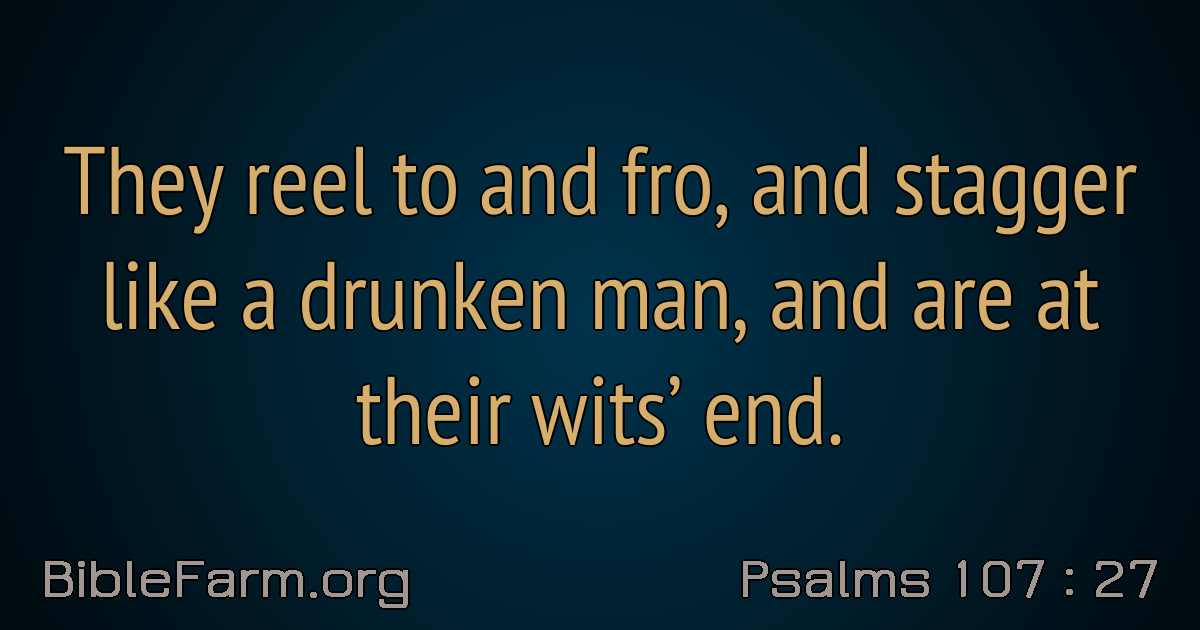 They reel to and fro, and stagger
like a drunken man, and are at
their wits’ end.
BibleFarm.org
Psalms 107 : 27